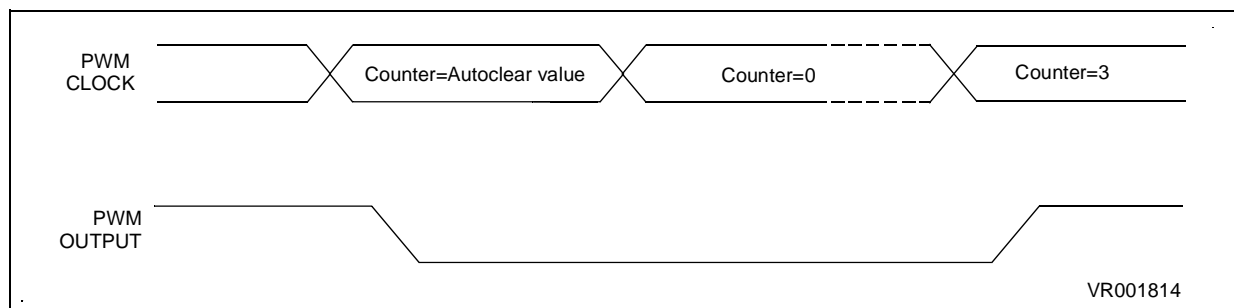 PWM
CLOCK
Counter=Autoclear value
Counter=0
Counter=3
PWM
OUTPUT
VR001814